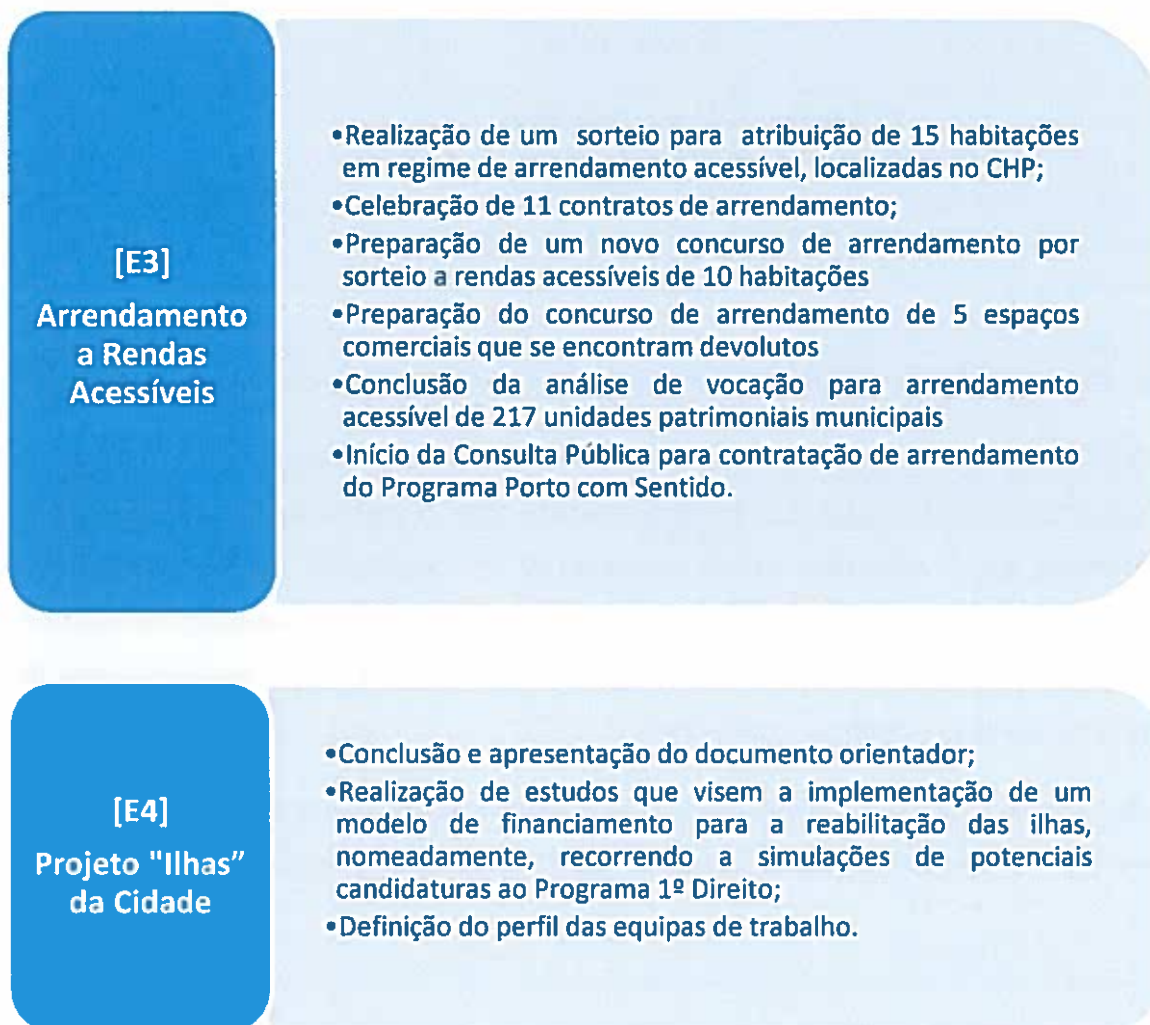 [E3]
Arrendamento
a Rendas
Acessíveis
•Realização de um sorteio para atribuição de 15 habitações
em regime de arrendamento acessível, localizadas no CHP;
•Celebração de 11 contratos de arrendamento;
•Preparação de um novo concurso de arrendamento por
sorteio a rendas acessíveis de 10 habitações
•Preparação do concurso de arrendamento de 5 espaços
comerciais que se encontram devolutos
•Conclusão da análise de vocação para arrendamento
acessível de 217 unidades patrimoniais municipais
•Início da Consulta Pública para contratação de arrendamento
do Programa Porto com Sentido.
[E4]
Projeto "Ilhas”
da Cidade
•Conclusão e apresentação do documento orientador;
•Realização de estudos que visem a implementação de um
modelo de financiamento para a reabilitação das ilhas,
nomeadamente, recorrendo a simulações de potenciais
candidaturas ao Programa 1º Direito;
•Definição do perfil das equipas de trabalho.